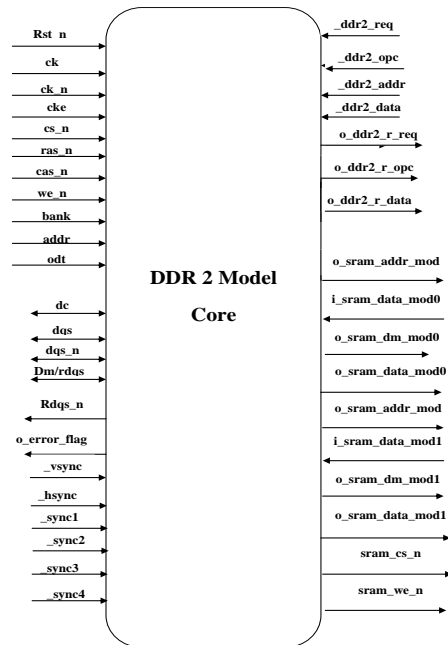 Rst_n
ck
ck_n
cke
cs_n
ras_n
cas_n
we_n
bank
addr
odt
dc
dqs
dqs_n
Dm/rdqs
Rdqs_n
o_error_flag
_vsync
_hsync
_sync1
_sync2
_sync3
_sync4
DDR 2 Model
Core
_ddr2_req
_ddr2_opc
_ddr2_addr
_ddr2_data
o_ddr2_r_req
o_ddr2_r_opc
o_ddr2_r_data
o_sram_addr_mod
i_sram_data_mod0
o_sram_dm_mod0
o_sram_data_mod0
o_sram_addr_mod
i_sram_data_mod1
o_sram_dm_mod1
o_sram_data_mod1
sram_cs_n
sram_we_n